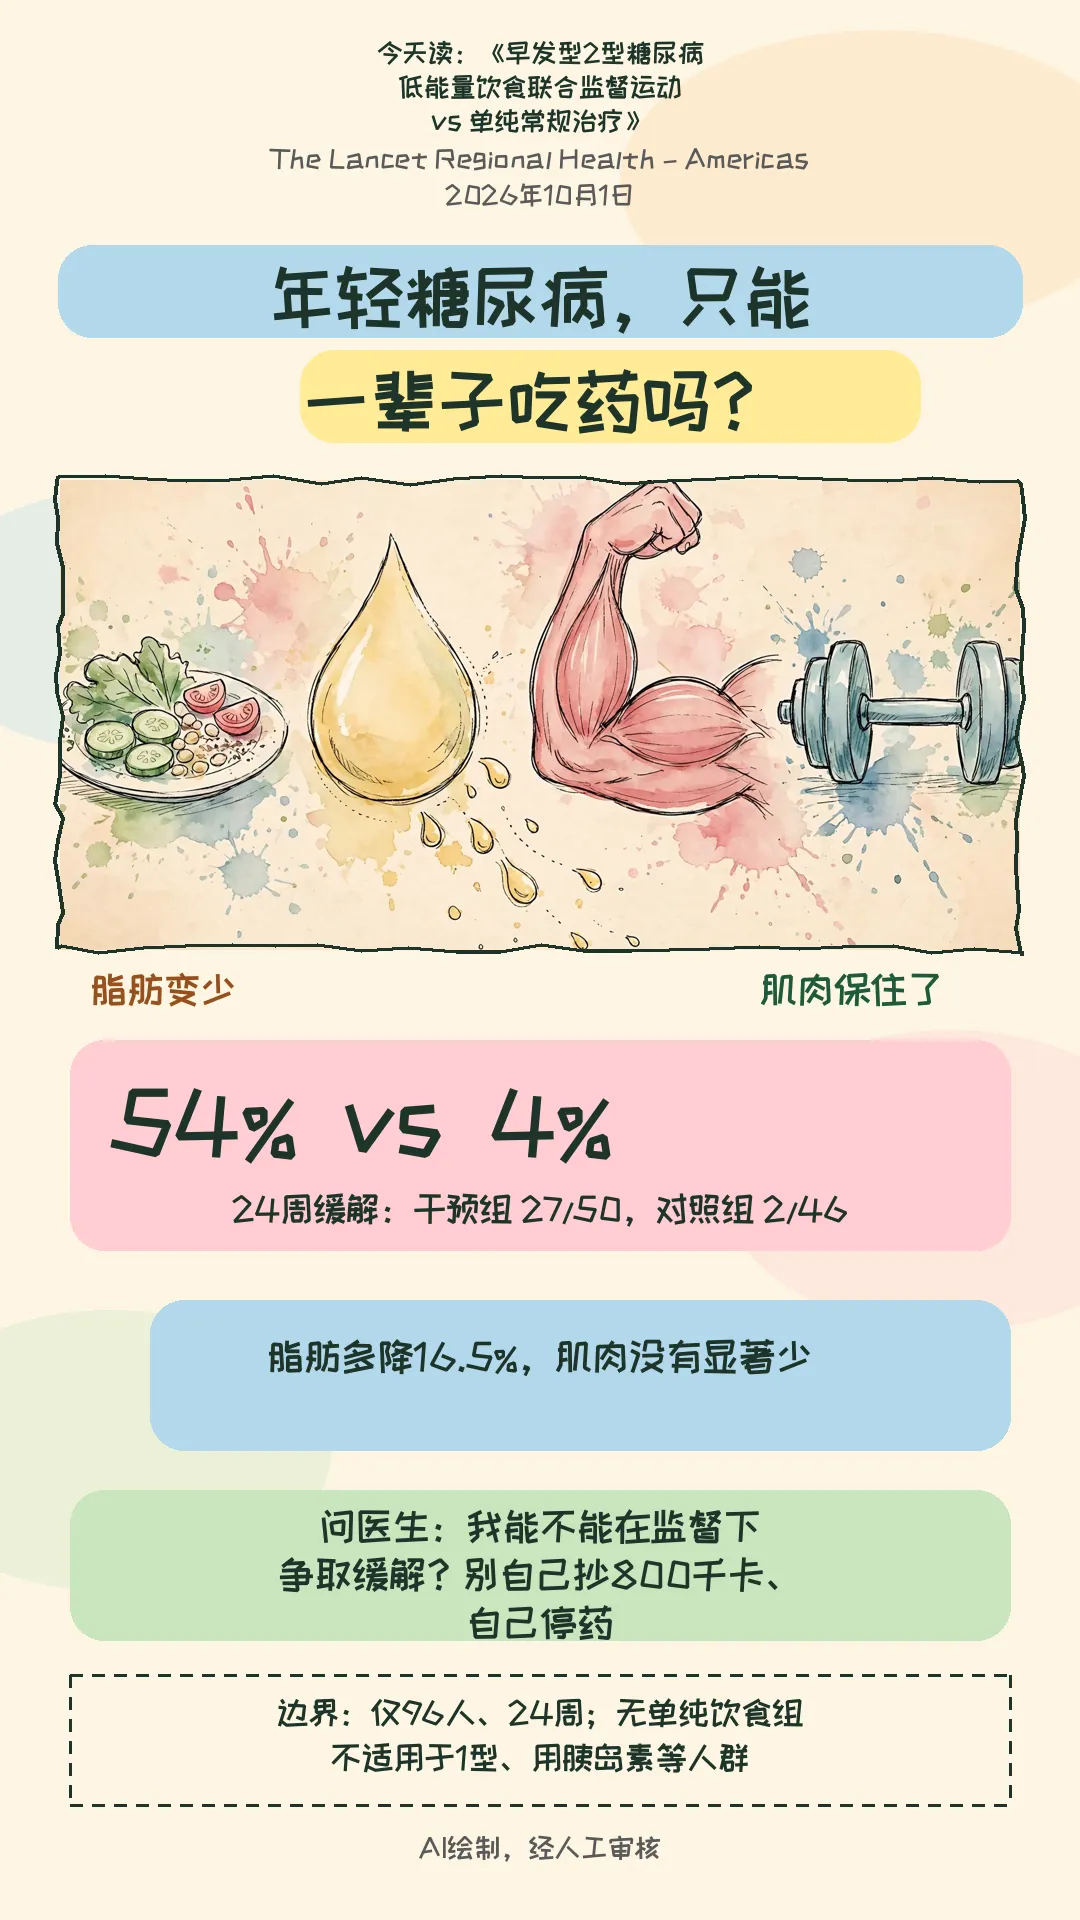 今天读：《早发型2型糖尿病
低能量饮食联合监督运动
vs 单纯常规治疗》
The Lancet Regional Health – Americas
2026年10月1日
年轻糖尿病，只能
一辈子吃药吗？
脂肪变少
肌肉保住了
54% vs 4%
24周缓解：干预组 27/50，对照组 2/46
脂肪多降16.5%，肌肉没有显著少
问医生：我能不能在监督下
争取缓解？别自己抄800千卡、
自己停药
边界：仅96人、24周；无单纯饮食组
不适用于1型、用胰岛素等人群
AI绘制，经人工审核